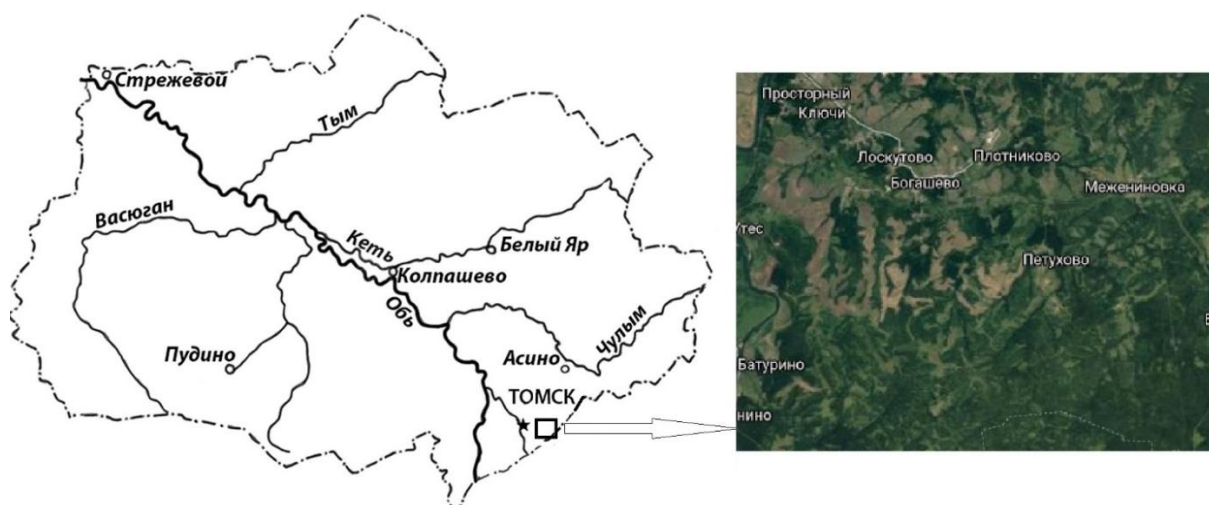 Стрежевой
Тым
Васюган
Кеть
Белый Яр
Колпашево
Обь
Чулым
Пудино
Асино
ТОМСК
Просторный
Ключи
Лоскутово
Плотниково
Богашево
Межениновка
Утес
Петухово
Батурино
нино